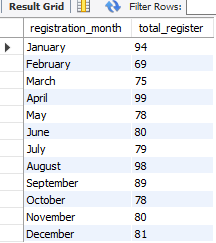 Result Grid Filter Rows:
registration_month total_register
January 94
February 69
March 75
April 99
May 78
June 80
July 79
August 98
September 89
October 78
November 80
December 81